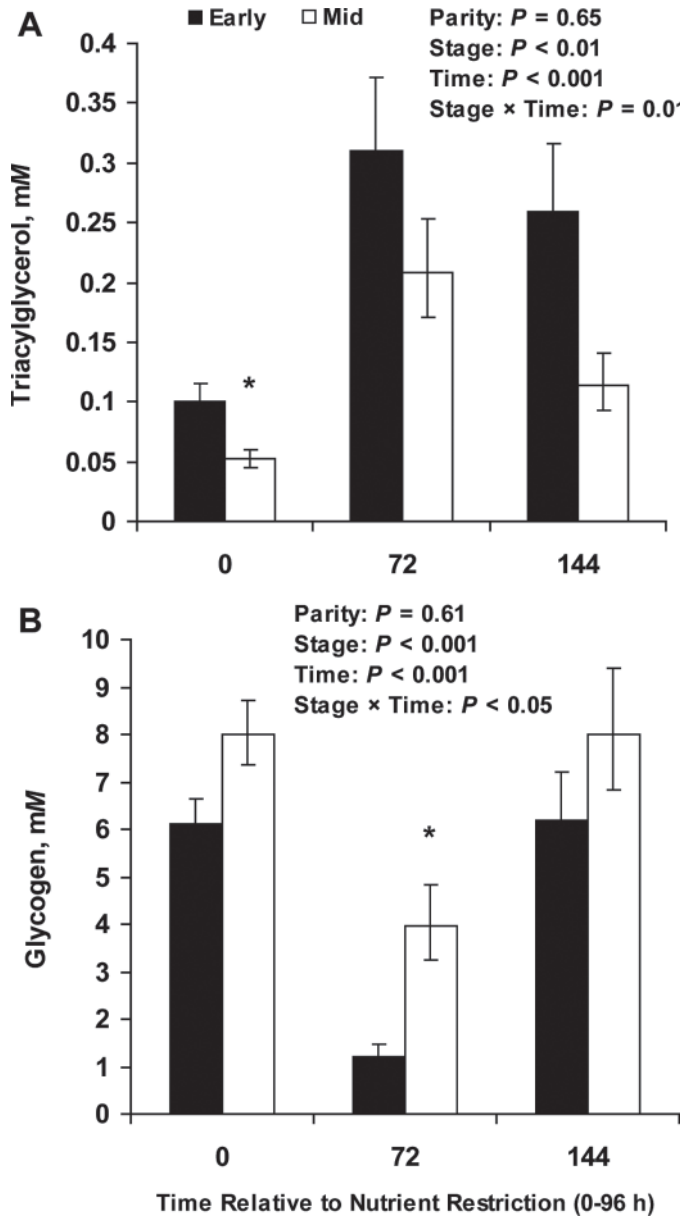 A
Early Mid
Parity: P = 0.65
Stage: P < 0.01
Time: P < 0.001
Stage × Time: P = 0.01
Triacylglycerol, mM
0.4
0.35
0.3
0.25
0.2
0.15
0.1
0.05
0
*
0 72 144
B
Parity: P = 0.61
Stage: P < 0.001
Time: P < 0.001
Stage × Time: P < 0.05
Glycogen, mM
10
9
8
7
6
5
4
3
2
1
0
*
0 72 144
Time Relative to Nutrient Restriction (0-96 h)